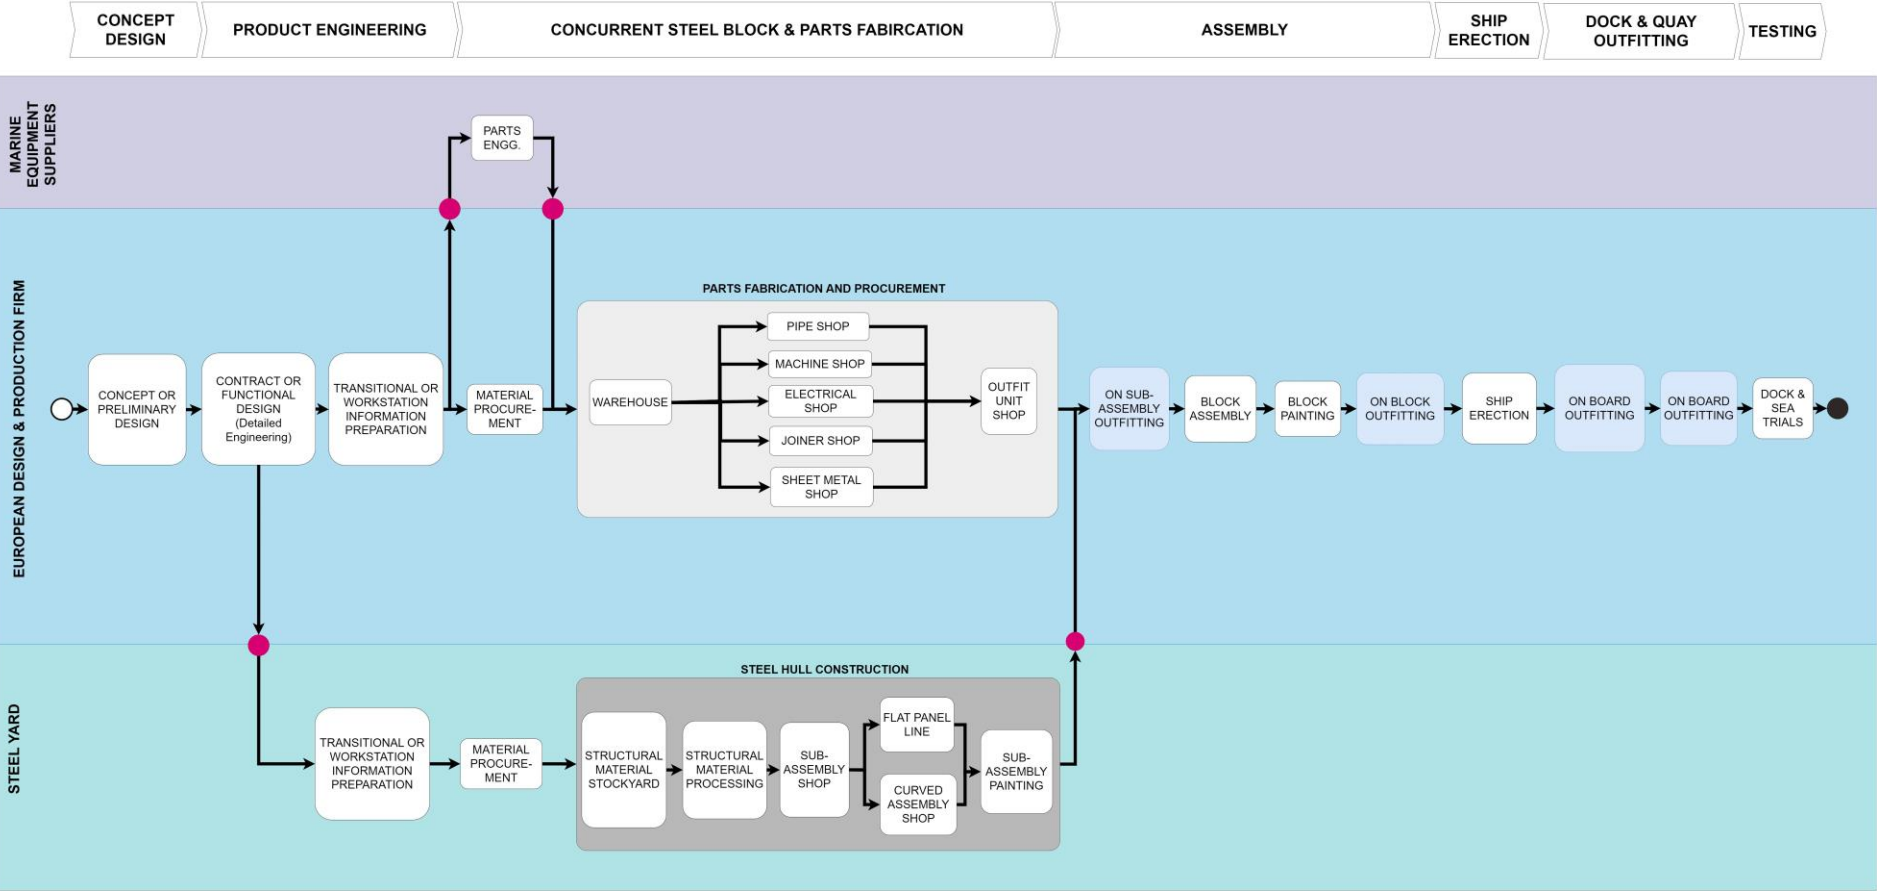 CONCEPT
DESIGN
PRODUCT ENGINEERING
CONCURRENT STEEL BLOCK & PARTS FABIRCATION
ASSEMBLY
SHIP
ERECTION
DOCK & QUAY
OUTFITTING
TESTING
MARINE
EQUIPMENT
SUPPLIERS
PARTS
ENGG.
EUROPEAN DESIGN & PRODUCTION FIRM
CONCEPT OR
PRELIMINARY
DESIGN
CONTRACT OR
FUNCTIONAL
DESIGN
(Detailed
Engineering)
TRANSITIONAL OR
WORKSTATION
INFORMATION
PREPARATION
MATERIAL
PROCURE-
MENT
PARTS FABRICATION AND PROCUREMENT
WAREHOUSE
PIPE SHOP
MACHINE SHOP
ELECTRICAL
SHOP
JOINER SHOP
SHEET METAL
SHOP
OUTFIT
UNIT
SHOP
ON SUB-
ASSEMBLY
OUTFITTING
BLOCK
ASSEMBLY
BLOCK
PAINTING
ON BLOCK
OUTFITTING
SHIP
ERECTION
ON BOARD
OUTFITTING
ON BOARD
OUTFITTING
DOCK &
SEA
TRIALS
STEEL YARD
TRANSITIONAL OR
WORKSTATION
INFORMATION
PREPARATION
MATERIAL
PROCURE-
MENT
STEEL HULL CONSTRUCTION
STRUCTURAL
MATERIAL
STOCKYARD
STRUCTURAL
MATERIAL
PROCESSING
SUB-
ASSEMBLY
SHOP
FLAT PANEL
LINE
CURVED
ASSEMBLY
SHOP
SUB-
ASSEMBLY
PAINTING